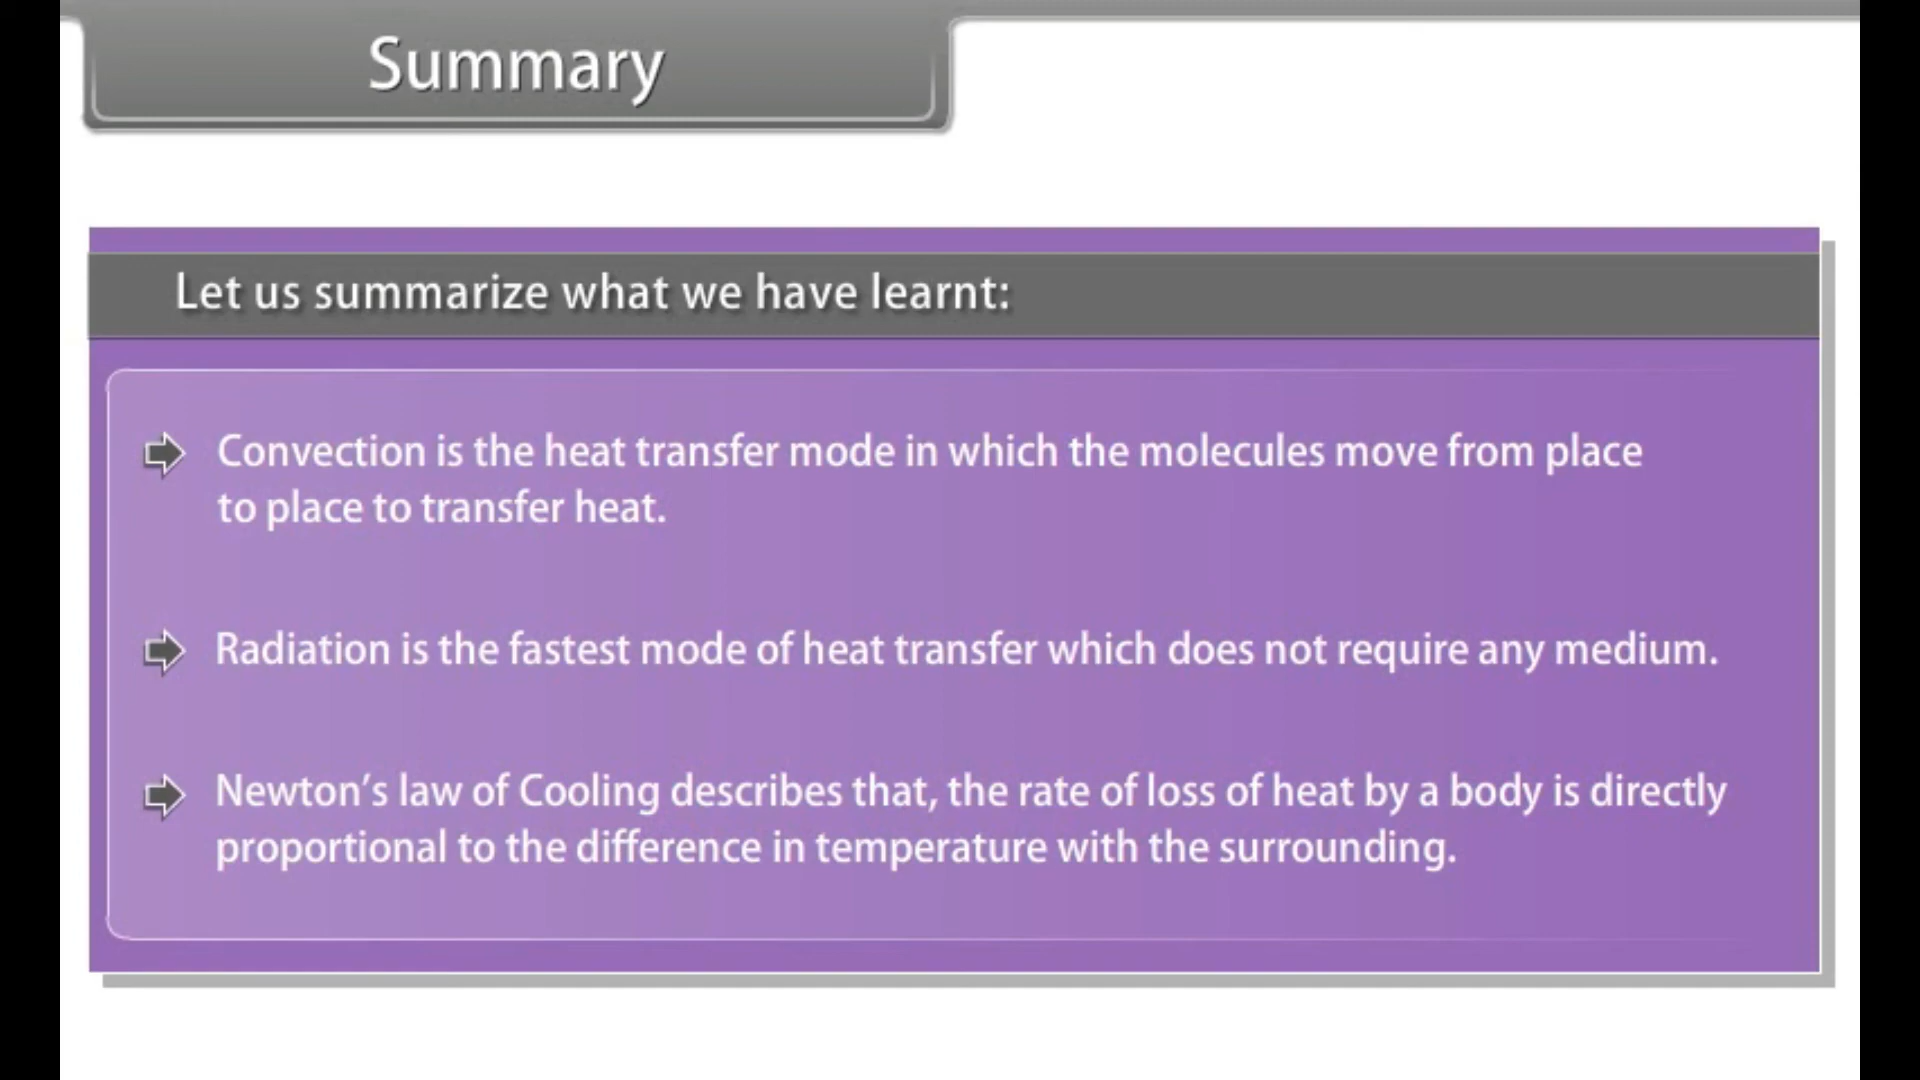 Summary
Let us summarize what we have learnt:
Convection is the heat transfer mode in which the molecules move from place
to place to transfer heat.
Radiation is the fastest mode of heat transfer which does not require any medium.
Newton’s law of Cooling describes that, the rate of loss of heat by a body is directly
proportional to the difference in temperature with the surrounding.